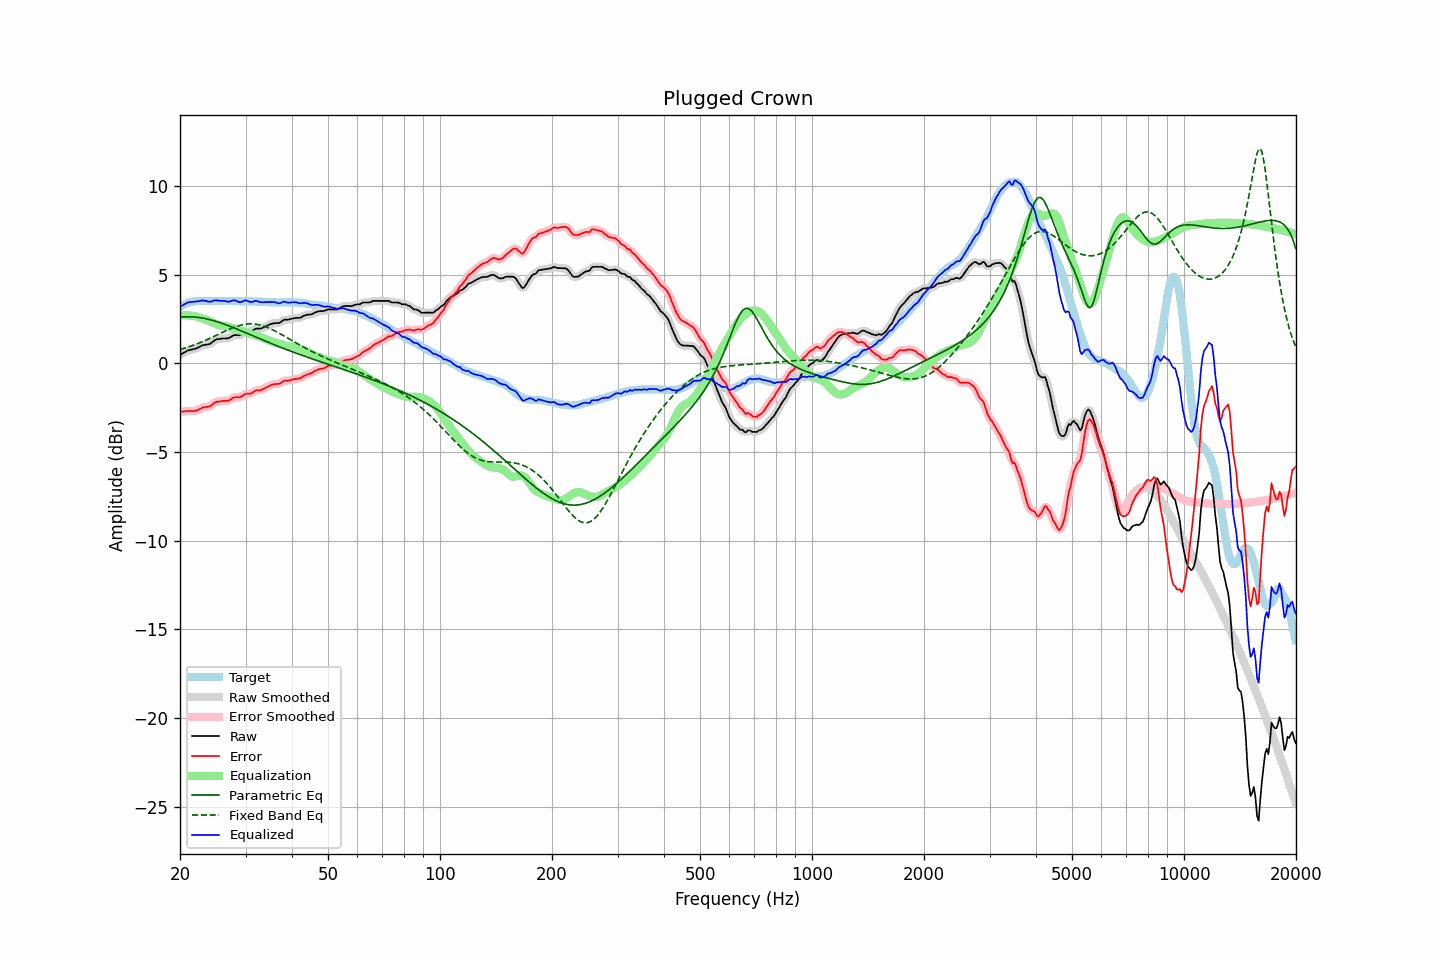 Plugged Crown
Amplitude (dBr)
10
5
0
−5
−10
−15
−20
−25
Target
Raw Smoothed
Error Smoothed
Raw
Error
Equalization
Parametric Eq
Fixed Band Eq
Equalized
20 50 100 200 500 1000 2000 5000 10000 20000
Frequency (Hz)